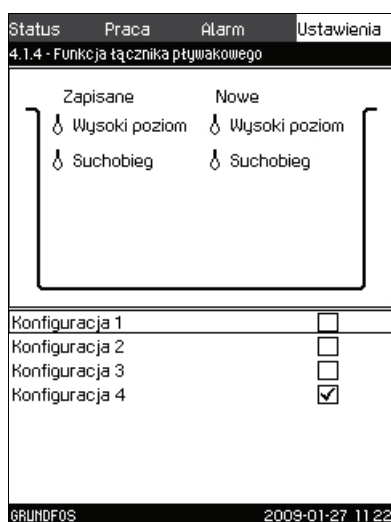 Status Praca Alarm Ustawienia
4.1.4 - Funkcja łącznika pływakowego
Zapisane Nowe
Wysoki poziom Wysoki poziom
Suchobieg Suchobieg
Konfiguracja 1
Konfiguracja 2
Konfiguracja 3
Konfiguracja 4
GRUNDFOS 2009-01-27 11:22